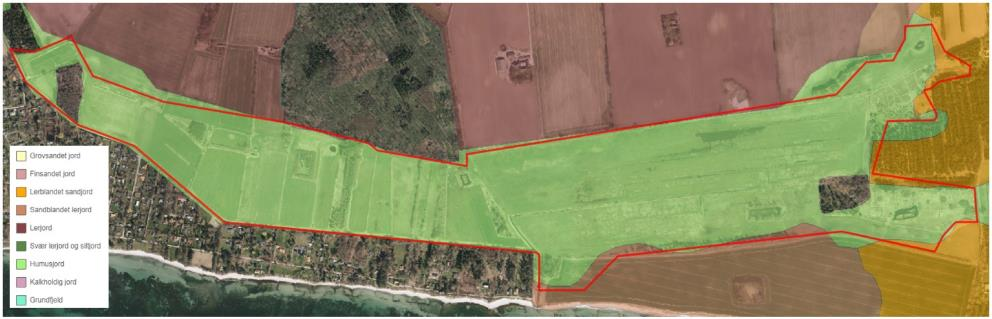 Grovsandet jord
Finsandet jord
Lerblandet sandjord
Sandblandet lerjord
Lerjord
Svær lerjord og siltjord
Humusjord
Kalkholdig jord
Grundfjeld